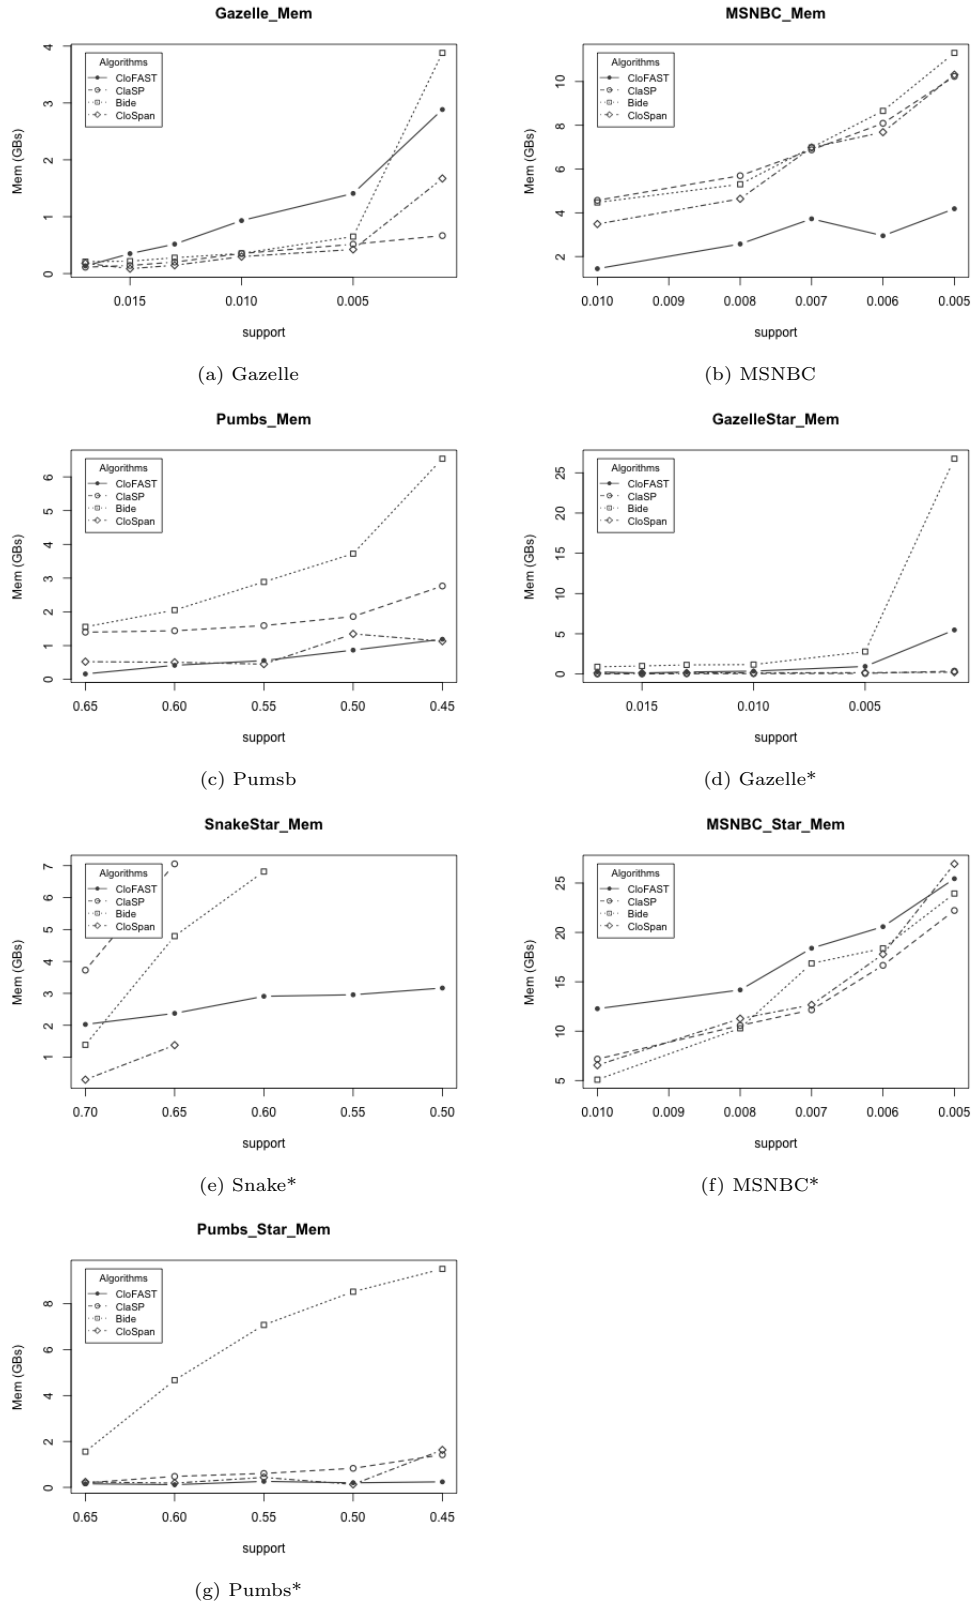 Gazelle_Mem
Algorithms
CloFAST
ClaSP
Bide
CloSpan
Mem (GBs)
0 1 2 3 4
0.015 0.010 0.005
support
(a) Gazelle
MSNBC_Mem
Algorithms
CloFAST
ClaSP
Bide
CloSpan
Mem (GBs)
2 4 6 8 10
0.010 0.009 0.008 0.007 0.006 0.005
support
(b) MSNBC
Pumbs_Mem
Algorithms
CloFAST
ClaSP
Bide
CloSpan
Mem (GBs)
0 1 2 3 4 5 6
0.65 0.60 0.55 0.50 0.45
support
(c) Pumsb
GazelleStar_Mem
Algorithms
CloFAST
ClaSP
Bide
CloSpan
Mem (GBs)
0 5 10 15 20 25
0.015 0.010 0.005
support
(d) Gazelle*
SnakeStar_Mem
Algorithms
CloFAST
ClaSP
Bide
CloSpan
Mem (GBs)
1 2 3 4 5 6 7
0.70 0.65 0.60 0.55 0.50
support
(e) Snake*
MSNBC_Star_Mem
Algorithms
CloFAST
ClaSP
Bide
CloSpan
Mem (GBs)
5 10 15 20 25
0.010 0.009 0.008 0.007 0.006 0.005
support
(f) MSNBC*
Pumbs_Star_Mem
Algorithms
CloFAST
ClaSP
Bide
CloSpan
Mem (GBs)
0 2 4 6 8
0.65 0.60 0.55 0.50 0.45
support
(g) Pumbs*